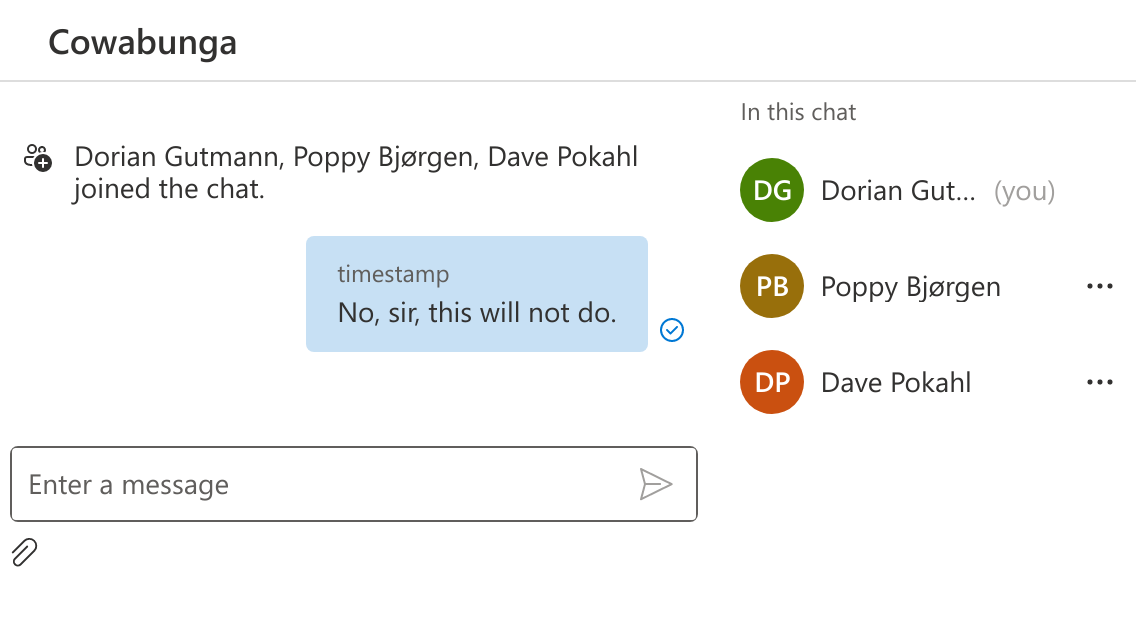 Cowabunga
Dorian Gutmann, Poppy Bjørgen, Dave Pokahl
joined the chat.
timestamp
No, sir, this will not do.
Enter a message
In this chat
DG Dorian Gut... (you)
PB Poppy Bjørgen
DP Dave Pokahl